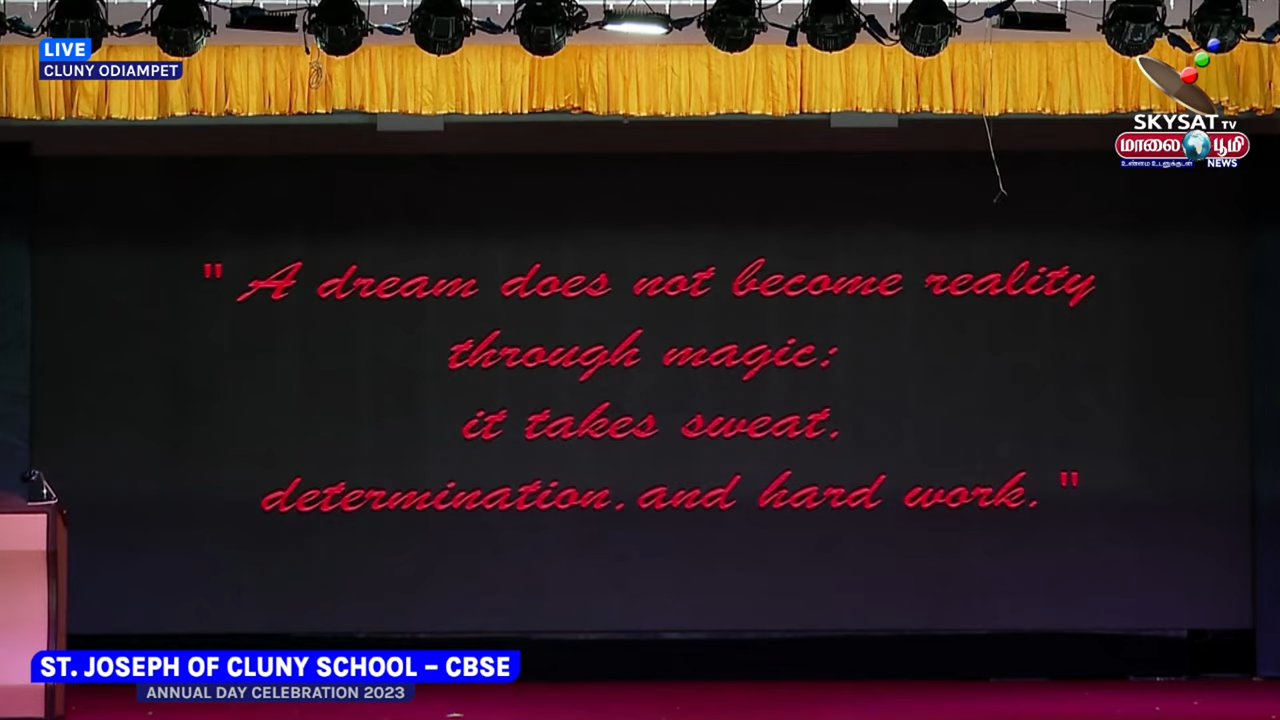 LIVE
CLUNY ODIAMPET
SKYSAT TV
மாலை பூமி
NEWS
" A dream does not become reality
through magic;
it takes sweat,
determination, and hard work. "
ST. JOSEPH OF CLUNY SCHOOL – CBSE
ANNUAL DAY CELEBRATION 2023